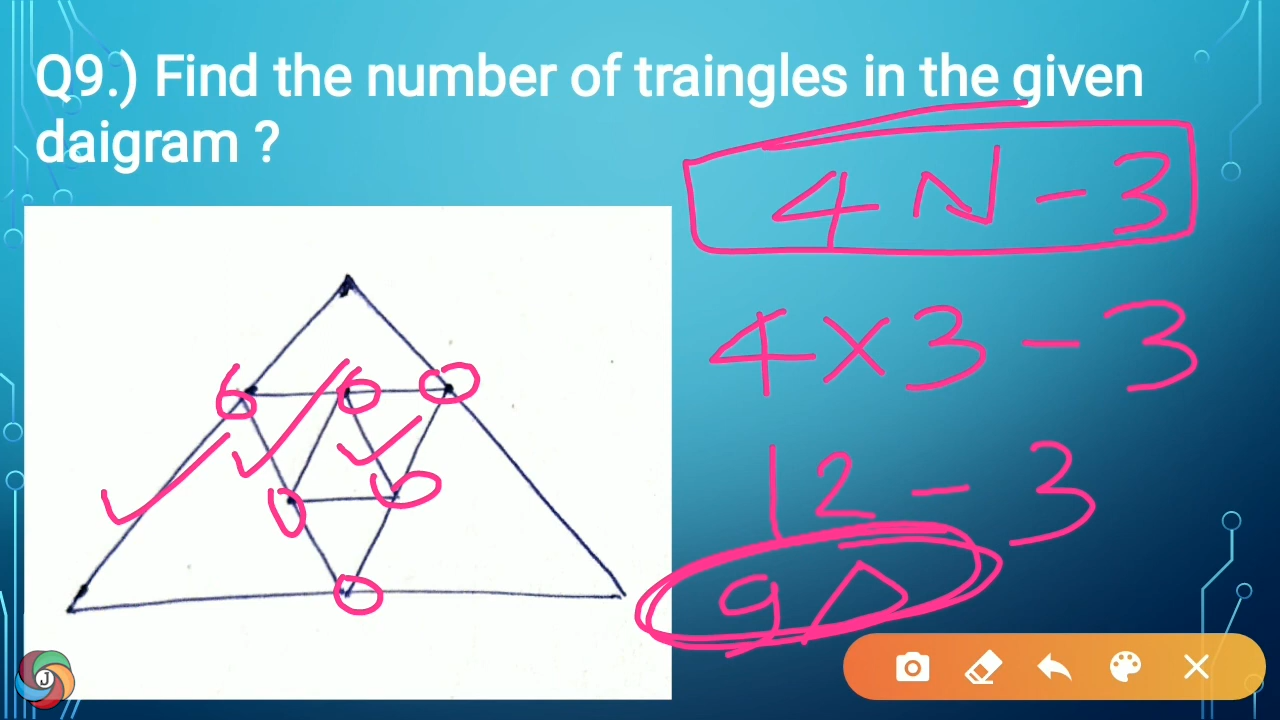 Q9.) Find the number of traingles in the given
daigram ?
4N-3
4×3-3
12-3
9△
J